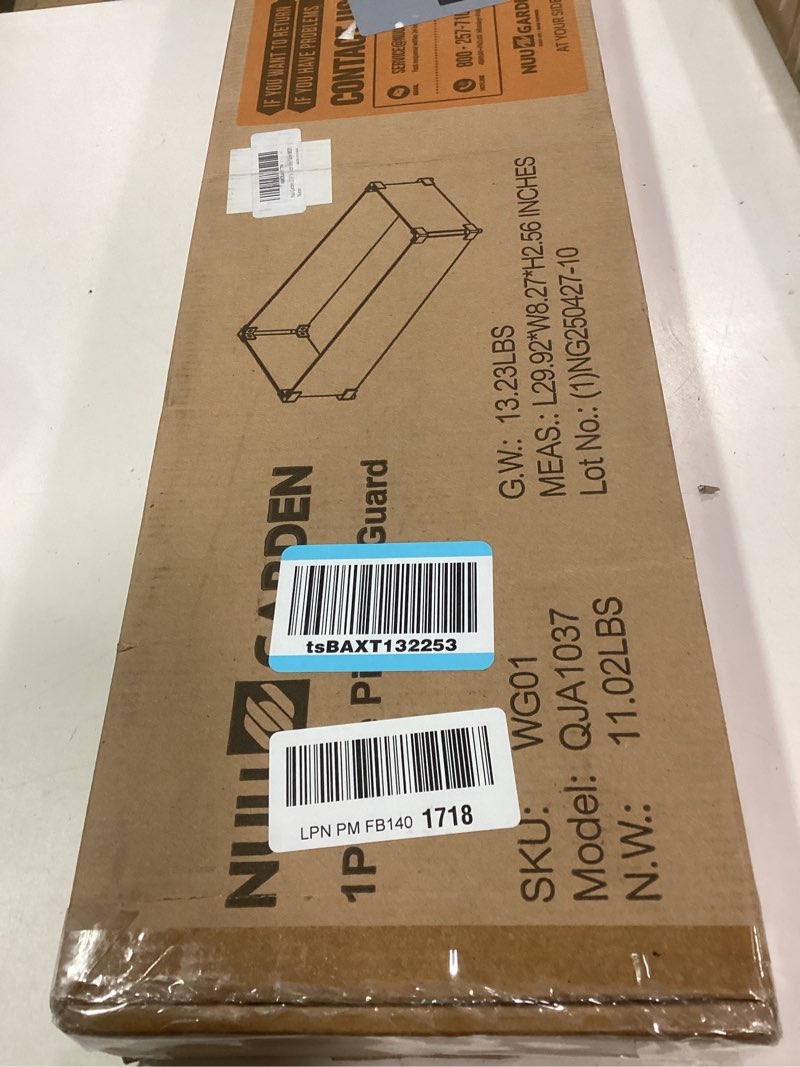 IF YOU WANT TO RETURN
IF YOU HAVE PROBLEMS
CONTACT
800-257-71
NUU GARDE
AT YOUR SIDE
NUU GARDEN
1P Pi Guard
G.W.: 13.23LBS
MEAS.: L29.92*W8.27*H2.56 INCHES
Lot No.: (1)NG250427-10
SKU: WG01
Model: QJA1037
N.W.: 11.02LBS
tsBAXT132253
LPN PM FB140 1718